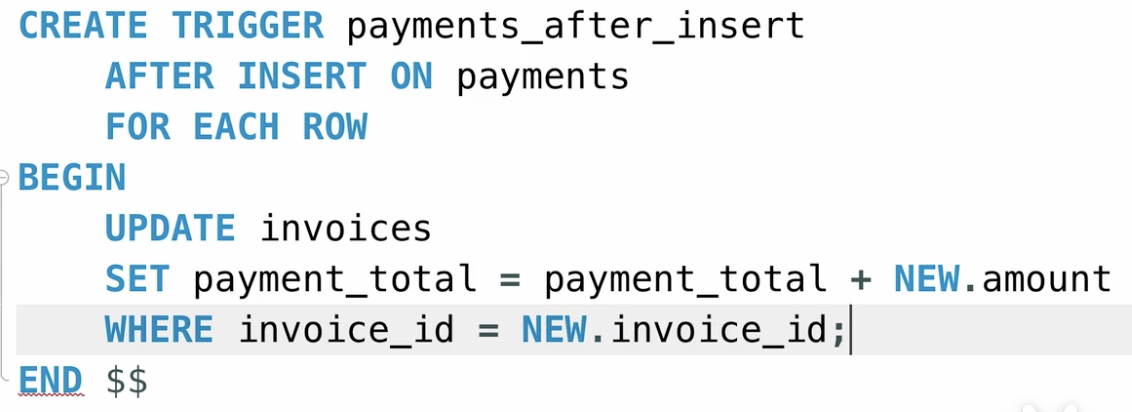 CREATE TRIGGER payments_after_insert
    AFTER INSERT ON payments
    FOR EACH ROW
BEGIN
    UPDATE invoices
    SET payment_total = payment_total + NEW.amount
    WHERE invoice_id = NEW.invoice_id;
END $$